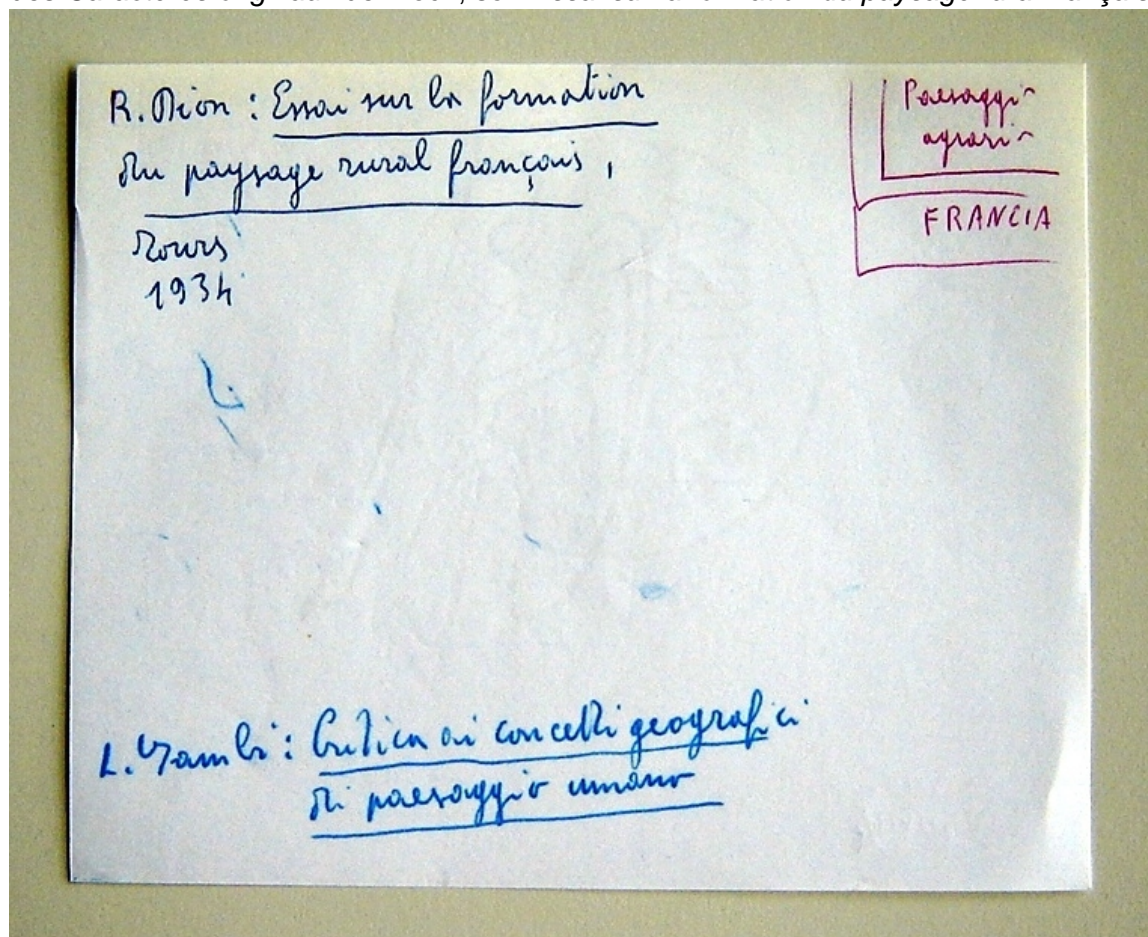 R. Dion : Essai sur la formation
du paysage rural français,
Tours
1934
Paesaggi
agrari
FRANCIA
L. Gambi : Critica ai concetti geografici
di paesaggio umano